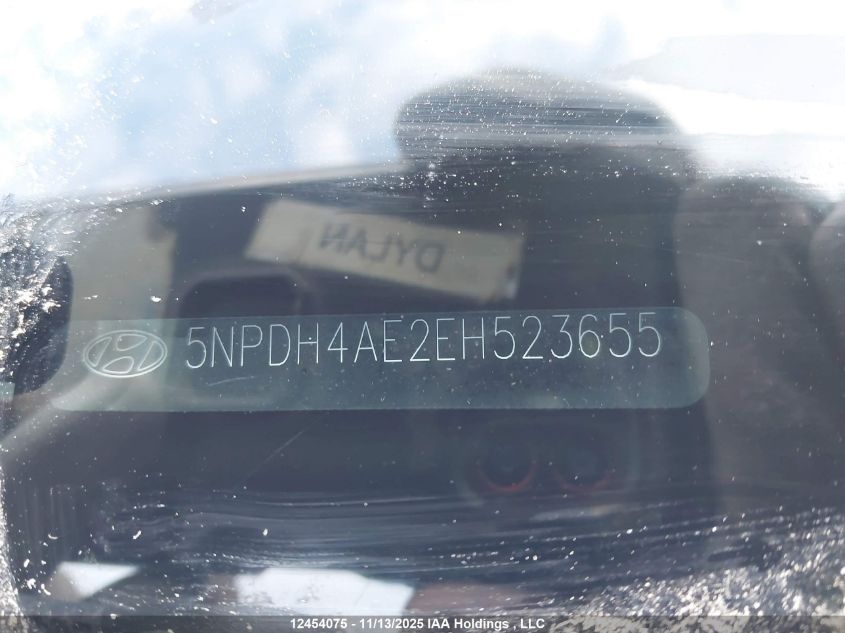 DYLAN
5NPDH4AE2EH523655
12454075 - 11/13/2025 IAA Holdings , LLC